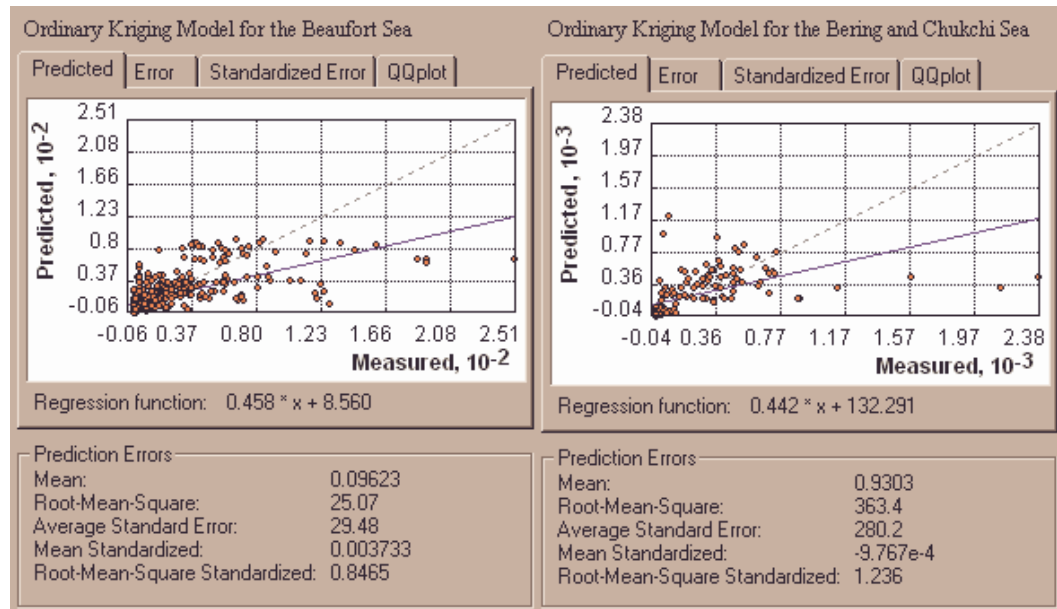 Ordinary Kriging Model for the Beaufort Sea
Predicted Error Standardized Error QQplot
Predicted, 10-2
2.51
2.08
1.66
1.23
0.8
0.37
-0.06
-0.06 0.37 0.80 1.23 1.66 2.08 2.51
Measured, 10-2
Regression function: 0.458 * x + 8.560
Prediction Errors
Mean: 0.09623
Root-Mean-Square: 25.07
Average Standard Error: 29.48
Mean Standardized: 0.003733
Root-Mean-Square Standardized: 0.8465
Ordinary Kriging Model for the Bering and Chukchi Sea
Predicted Error Standardized Error QQplot
Predicted, 10-3
2.38
1.97
1.57
1.17
0.77
0.36
-0.04
-0.04 0.36 0.77 1.17 1.57 1.97 2.38
Measured, 10-3
Regression function: 0.442 * x + 132.291
Prediction Errors
Mean: 0.9303
Root-Mean-Square: 363.4
Average Standard Error: 280.2
Mean Standardized: -9.767e-4
Root-Mean-Square Standardized: 1.236